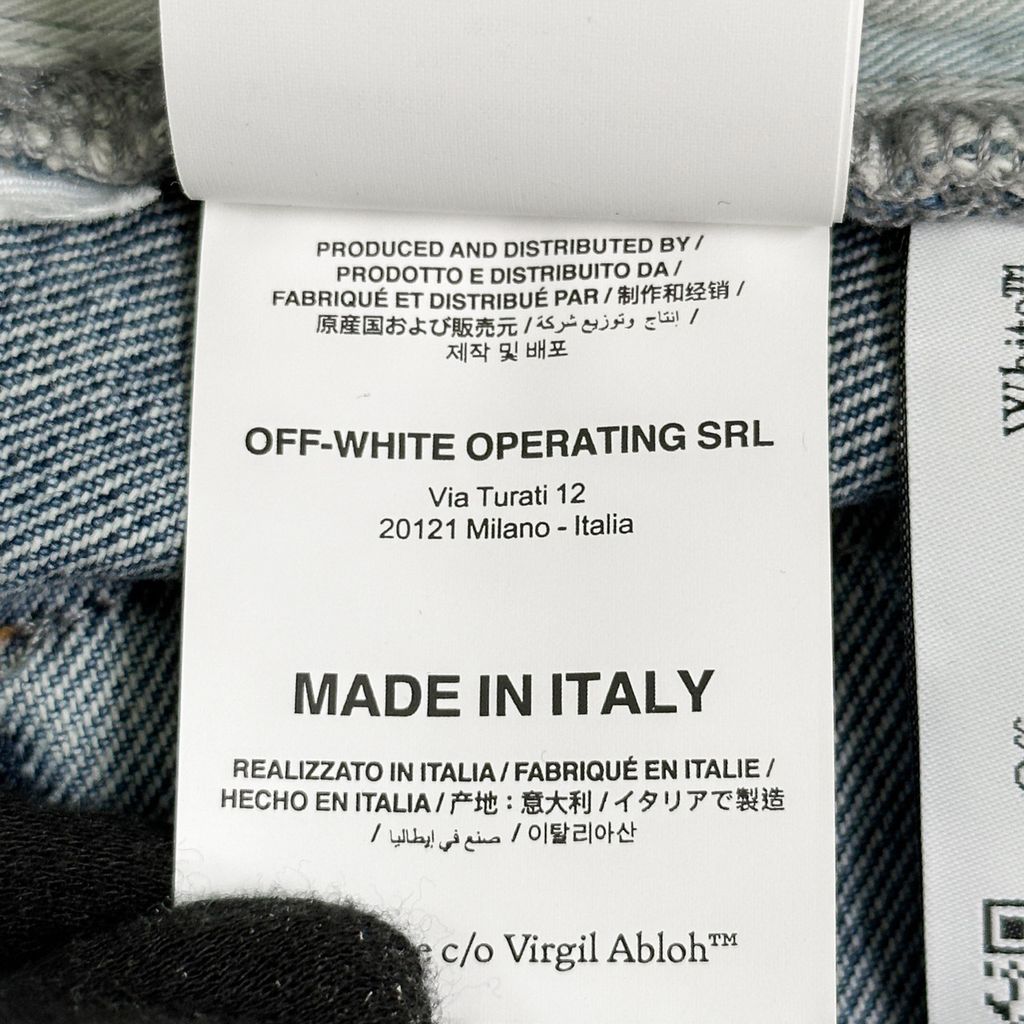 PRODUCED AND DISTRIBUTED BY /
PRODOTTO E DISTRIBUITO DA /
FABRIQUÉ ET DISTRIBUÉ PAR / 制作和经销 /
原産国および販売元 / إنتاج وتوزيع شركة /
제작 및 배포
OFF-WHITE OPERATING SRL
Via Turati 12
20121 Milano - Italia
MADE IN ITALY
REALIZZATO IN ITALIA / FABRIQUÉ EN ITALIE /
HECHO EN ITALIA / 产地：意大利 / イタリアで製造
/ صنع في إيطاليا / 이탈리아산
c/o Virgil Abloh™